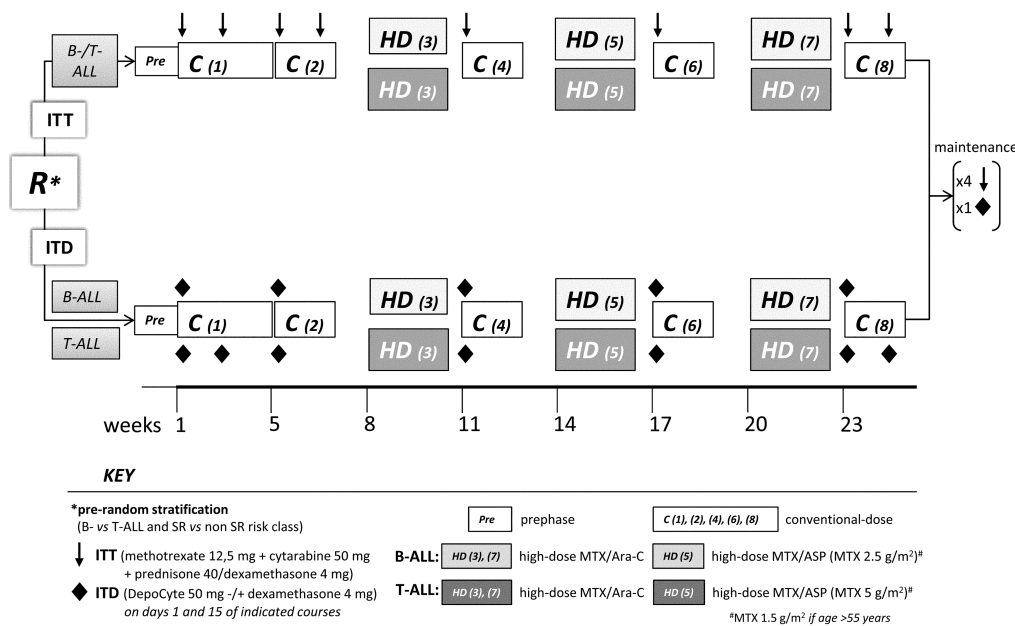 B-/T-
ALL
Pre
C (1)
C (2)
HD (3)
HD (3)
C (4)
HD (5)
HD (5)
C (6)
HD (7)
HD (7)
C (8)
ITT
R*
ITD
maintenance
x4
x1
B-ALL
T-ALL
Pre
C (1)
C (2)
HD (3)
HD (3)
C (4)
HD (5)
HD (5)
C (6)
HD (7)
HD (7)
C (8)
weeks 1 5 8 11 14 17 20 23
KEY
*pre-random stratification
(B- vs T-ALL and SR vs non SR risk class)
ITT (methotrexate 12,5 mg + cytarabine 50 mg
+ prednisone 40/dexamethasone 4 mg)
ITD (DepoCyte 50 mg -/+ dexamethasone 4 mg)
on days 1 and 15 of indicated courses
Pre prephase
C (1), (2), (4), (6), (8) conventional-dose
B-ALL: HD (3), (7) high-dose MTX/Ara-C HD (5) high-dose MTX/ASP (MTX 2.5 g/m²)#
T-ALL: HD (3), (7) high-dose MTX/Ara-C HD (5) high-dose MTX/ASP (MTX 5 g/m²)#
#MTX 1.5 g/m² if age >55 years